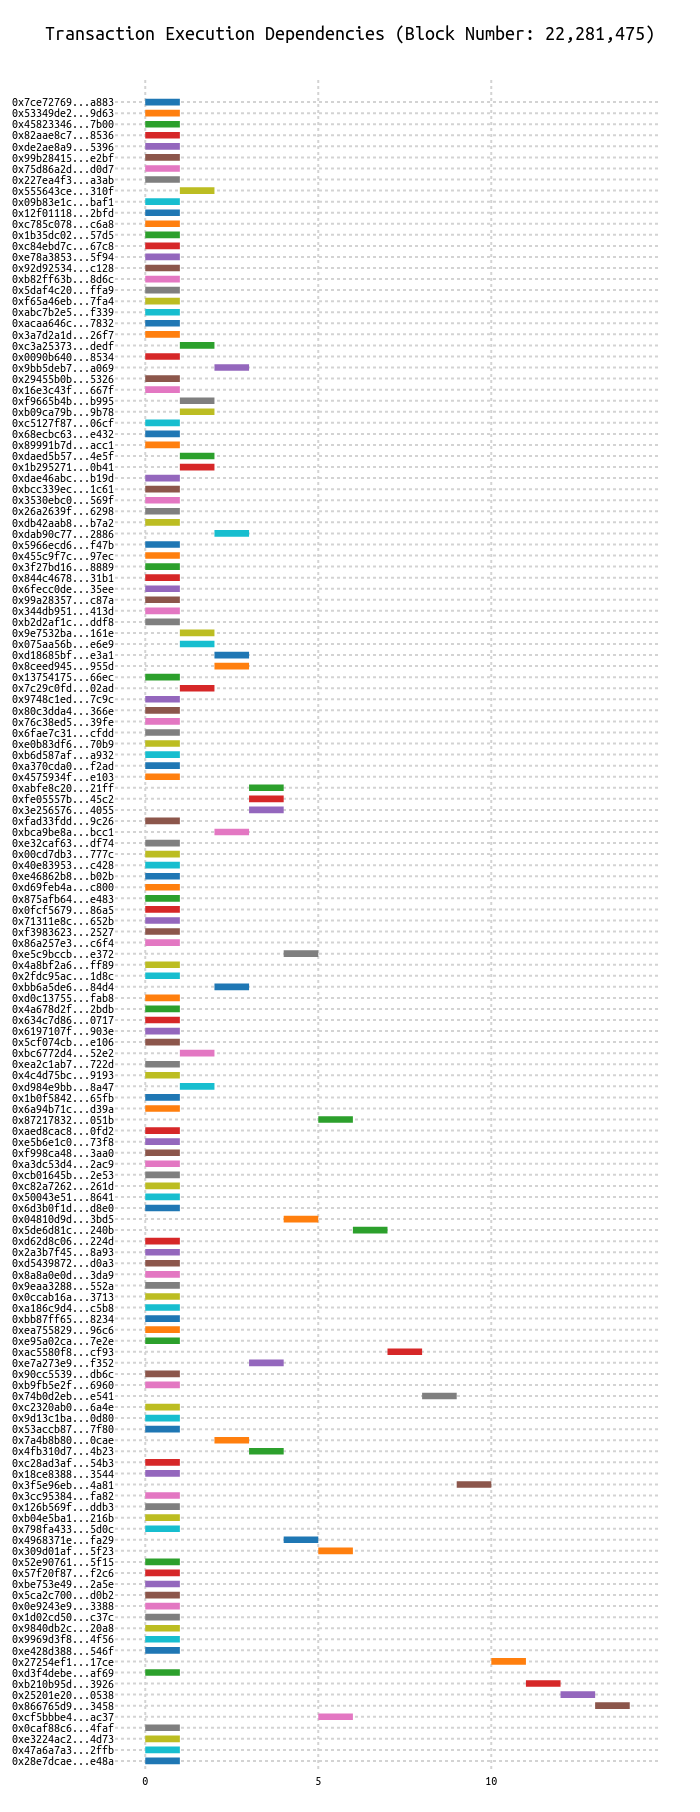 Transaction Execution Dependencies (Block Number: 22,281,475)
0x7ce72769...a883
0x53349de2...9d63
0x45823346...7b00
0x82aae8c7...8536
0xde2ae8a9...5396
0x99b28415...e2bf
0x75d86a2d...d0d7
0x227ea4f3...a3ab
0x555643ce...310f
0x09b83e1c...baf1
0x12f01118...2bfd
0xc785c078...c6a8
0x1b35dc02...57d5
0xc84ebd7c...67c8
0xe78a3853...5f94
0x92d92534...c128
0xb82ff63b...8d6c
0x5daf4c20...ffa9
0xf65a46eb...7fa4
0xabc7b2e5...f339
0xacaa646c...7832
0x3a7d2a1d...26f7
0xc3a25373...dedf
0x0090b640...8534
0x9bb5deb7...a069
0x29455b0b...5326
0x16e3c43f...667f
0xf9665b4b...b995
0xb09ca79b...9b78
0xc5127f87...06cf
0x68ecbc63...e432
0x89991b7d...acc1
0xdaed5b57...4e5f
0x1b295271...0b41
0xdae46abc...b19d
0xbcc339ec...1c61
0x3530ebc0...569f
0x26a2639f...6298
0xdb42aab8...b7a2
0xdab90c77...2886
0x5966ecd6...f47b
0x455c9f7c...97ec
0x3f27bd16...8889
0x844c4678...31b1
0x6fecc0de...35ee
0x99a28357...c87a
0x344db951...413d
0xb2d2af1c...ddf8
0x9e7532ba...161e
0x075aa56b...e6e9
0xd18685bf...e3a1
0x8ceed945...955d
0x13754175...66ec
0x7c29c0fd...02ad
0x9748c1ed...7c9c
0x80c3dda4...366e
0x76c38ed5...39fe
0x6fae7c31...cfdd
0xe0b83df6...70b9
0xb6d587af...a932
0xa370cda0...f2ad
0x4575934f...e103
0xabfe8c20...21ff
0xfe05557b...45c2
0x3e256576...4055
0xfad33fdd...9c26
0xbca9be8a...bcc1
0xe32caf63...df74
0x00cd7db3...777c
0x40e83953...c428
0xe46862b8...b02b
0xd69feb4a...c800
0x875afb64...e483
0x0fcf5679...86a5
0x71311e8c...652b
0xf3983623...2527
0x86a257e3...c6f4
0xe5c9bccb...e372
0x4a8bf2a6...ff89
0x2fdc95ac...1d8c
0xbb6a5de6...84d4
0xd0c13755...fab8
0x4a678d2f...2bdb
0x634c7d86...0717
0x6197107f...903e
0x5cf074cb...e106
0xbc6772d4...52e2
0xea2c1ab7...722d
0x4c4d75bc...9193
0xd984e9bb...8a47
0x1b0f5842...65fb
0x6a94b71c...d39a
0x87217832...051b
0xaed8cac8...0fd2
0xe5b6e1c0...73f8
0xf998ca48...3aa0
0xa3dc53d4...2ac9
0xcb01645b...2e53
0xc82a7262...261d
0x50043e51...8641
0x6d3b0f1d...d8e0
0x04810d9d...3bd5
0x5de6d81c...240b
0xd62d8c06...224d
0x2a3b7f45...8a93
0xd5439872...d0a3
0x8a8a0e0d...3da9
0x9eaa3288...552a
0x0ccab16a...3713
0xa186c9d4...c5b8
0xbb87ff65...8234
0xea755829...96c6
0xe95a02ca...7e2e
0xac5580f8...cf93
0xe7a273e9...f352
0x90cc5539...db6c
0xb9fb5e2f...6960
0x74b0d2eb...e541
0xc2320ab0...6a4e
0x9d13c1ba...0d80
0x53accb87...7f80
0x7a4b8b80...0cae
0x4fb310d7...4b23
0xc28ad3af...54b3
0x18ce8388...3544
0x3f5e96eb...4a81
0x3cc95384...fa82
0x126b569f...ddb3
0xb04e5ba1...216b
0x798fa433...5d0c
0x4968371e...fa29
0x309d01af...5f23
0x52e90761...5f15
0x57f20f87...f2c6
0xbe753e49...2a5e
0x5ca2c700...d0b2
0x0e9243e9...3388
0x1d02cd50...c37c
0x9840db2c...20a8
0x9969d3f8...4f56
0xe428d388...546f
0x27254ef1...17ce
0xd3f4debe...af69
0xb210b95d...3926
0x25201e20...0538
0x866765d9...3458
0xcf5bbbe4...ac37
0x0caf88c6...4faf
0xe3224ac2...4d73
0x47a6a7a3...2ffb
0x28e7dcae...e48a
0 5 10